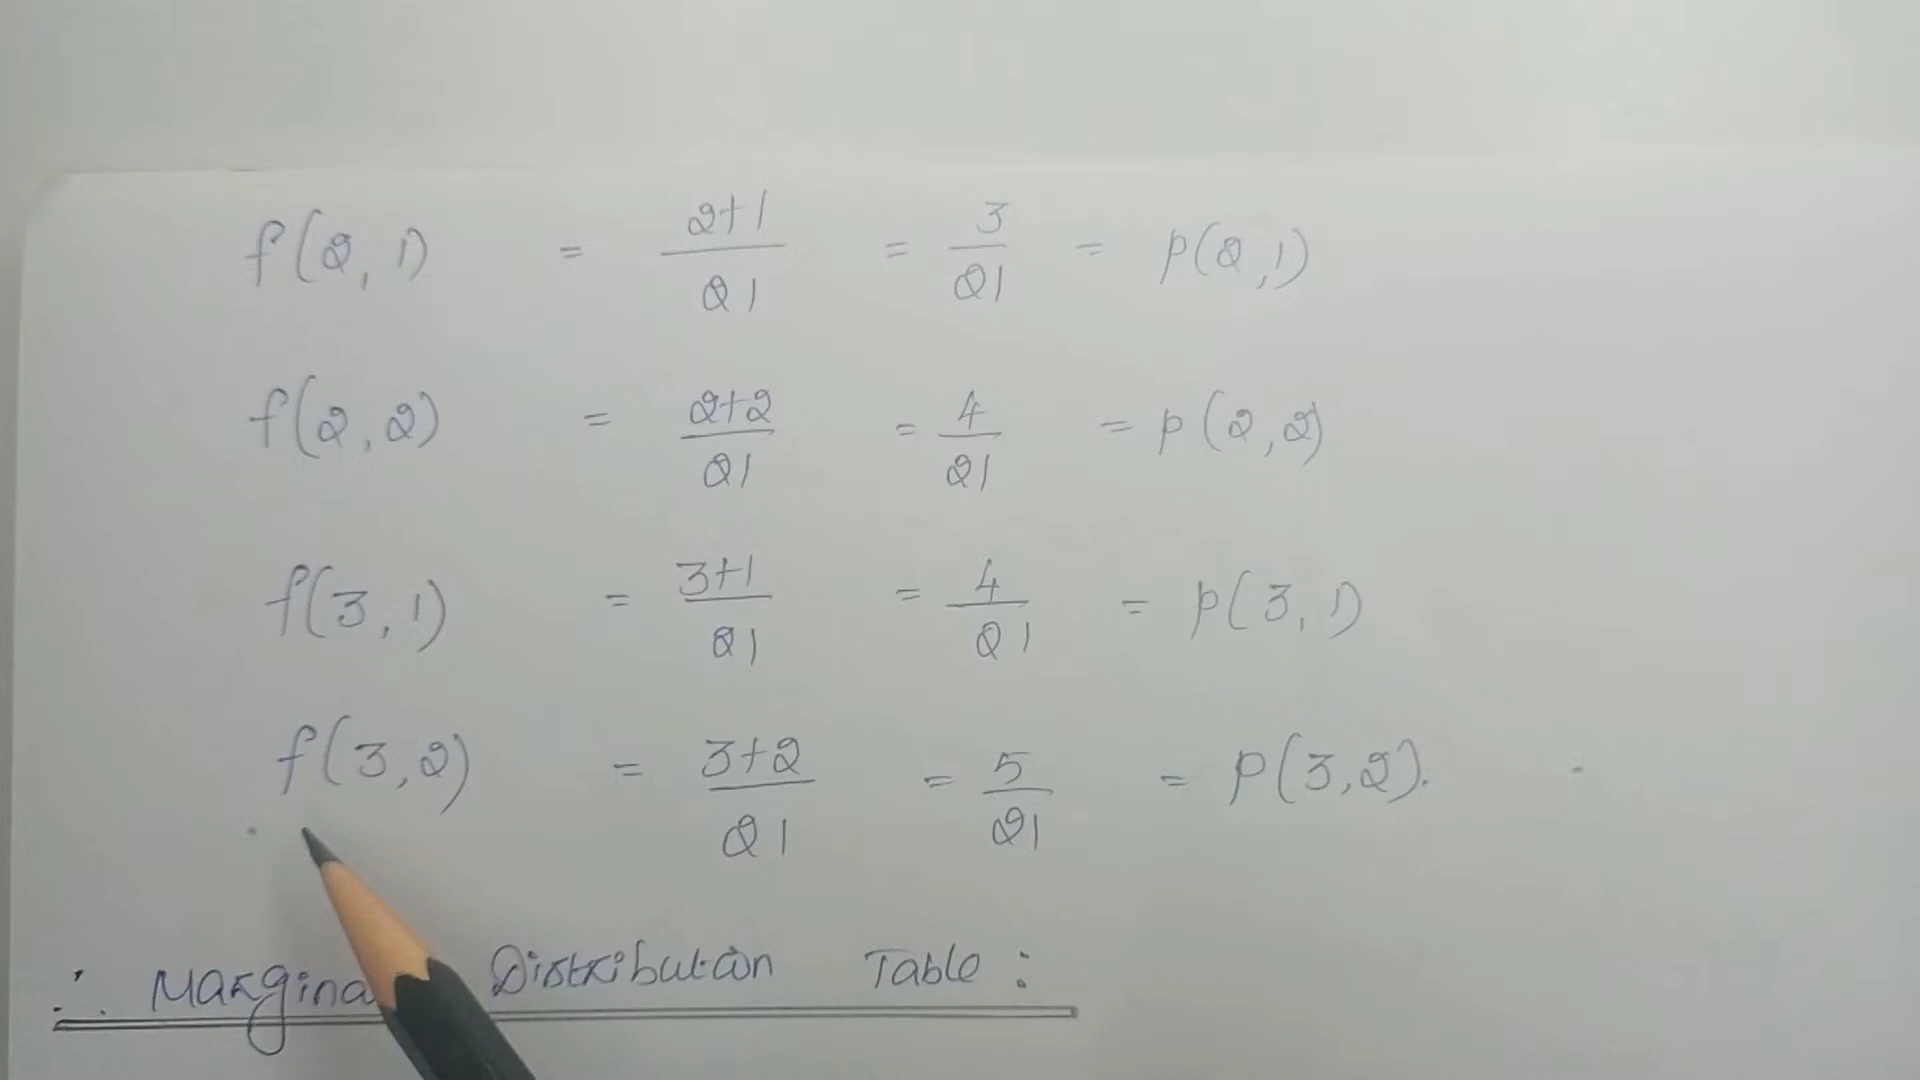 f(2,1) = 2+1/21 = 3/21 = P(2,1)
f(2,2) = 2+2/21 = 4/21 = P(2,2)
f(3,1) = 3+1/21 = 4/21 = P(3,1)
f(3,2) = 3+2/21 = 5/21 = P(3,2).
∴ Margina Distribution Table :